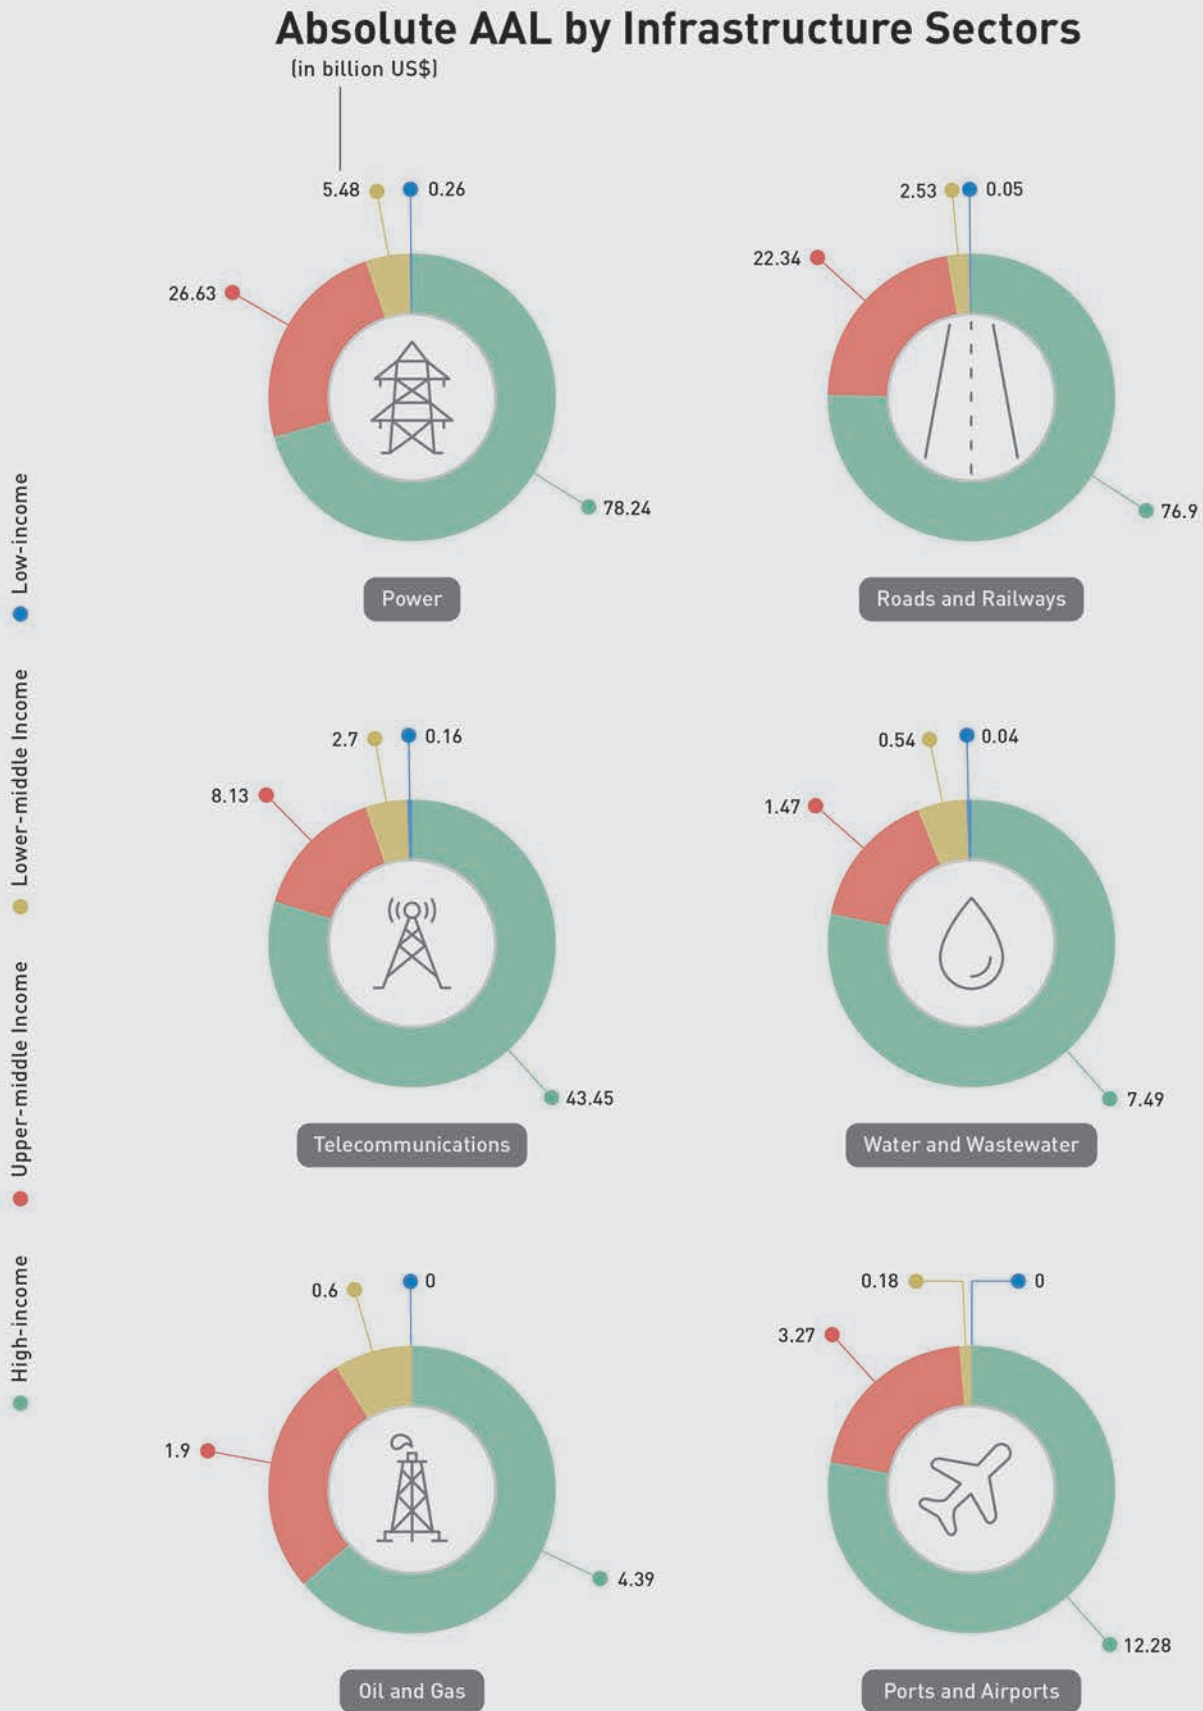 Absolute AAL by Infrastructure Sectors
(in billion US$)
5.48
0.26
26.63
78.24
Power
2.53
0.05
22.34
76.9
Roads and Railways
2.7
0.16
8.13
43.45
Telecommunications
0.54
0.04
1.47
7.49
Water and Wastewater
0.6
0
1.9
4.39
Oil and Gas
0.18
0
3.27
12.28
Ports and Airports
High-income
Upper-middle Income
Lower-middle Income
Low-income